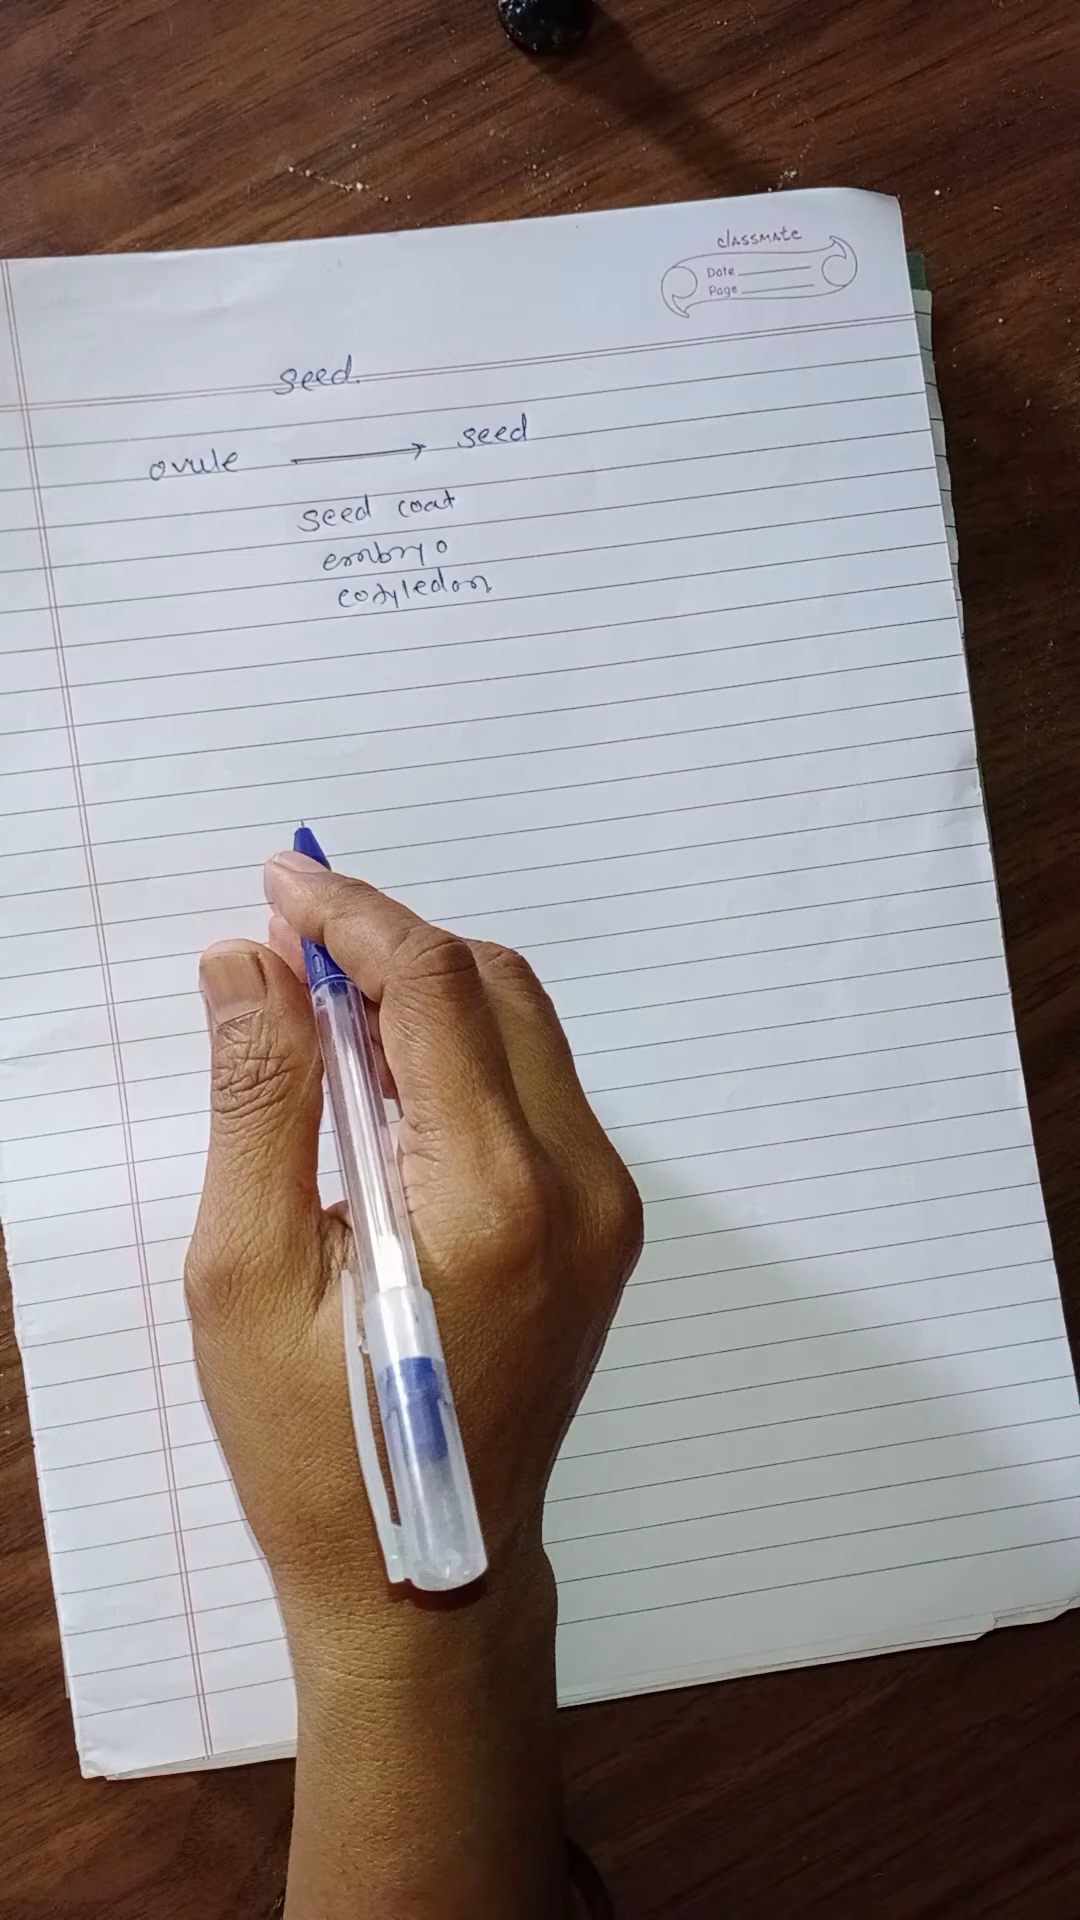 classmate
Date
Page
seed.
ovule → seed
seed coat
embryo
cotyledon